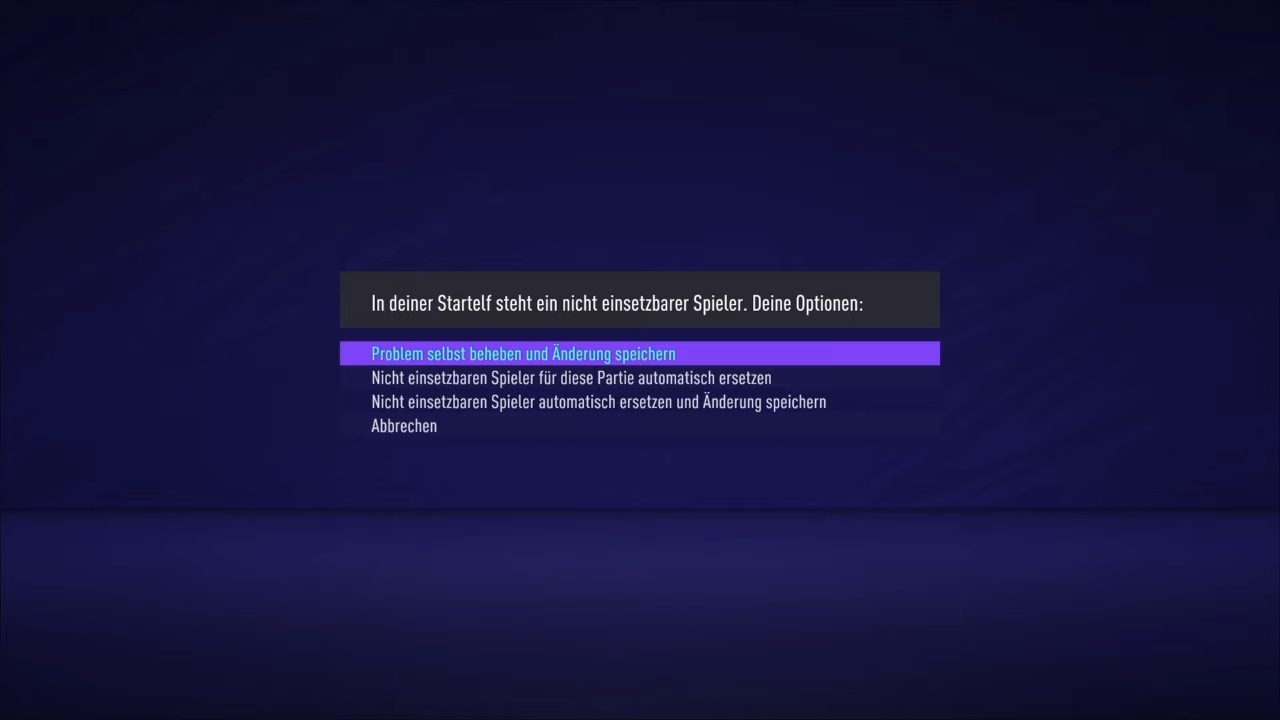 In deiner Startelf steht ein nicht einsetzbarer Spieler. Deine Optionen:
Problem selbst beheben und Änderung speichern
Nicht einsetzbaren Spieler für diese Partie automatisch ersetzen
Nicht einsetzbaren Spieler automatisch ersetzen und Änderung speichern
Abbrechen